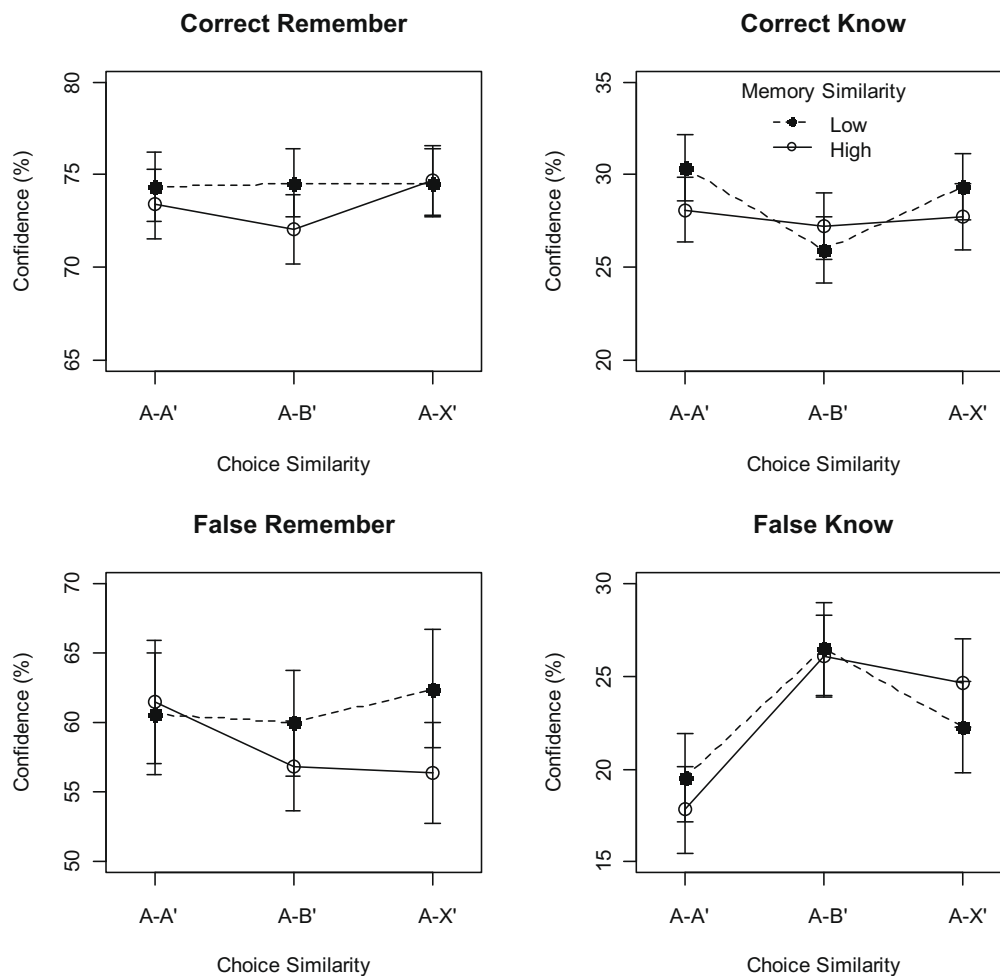 Correct Remember
Confidence (%)
80
75
70
65
A-A' A-B' A-X'
Choice Similarity
Correct Know
Confidence (%)
35
30
25
20
Memory Similarity
Low
High
A-A' A-B' A-X'
Choice Similarity
False Remember
Confidence (%)
70
65
60
55
50
A-A' A-B' A-X'
Choice Similarity
False Know
Confidence (%)
30
25
20
15
A-A' A-B' A-X'
Choice Similarity